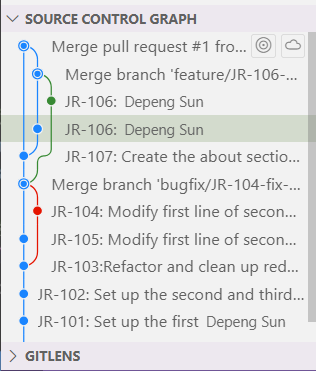 SOURCE CONTROL GRAPH
Merge pull request #1 fro...
Merge branch 'feature/JR-106-...
JR-106: Depeng Sun
JR-106: Depeng Sun
JR-107: Create the about sectio...
Merge branch 'bugfix/JR-104-fix-...
JR-104: Modify first line of secon...
JR-105: Modify first line of secon...
JR-103:Refactor and clean up red...
JR-102: Set up the second and third...
JR-101: Set up the first Depeng Sun
GITLENS